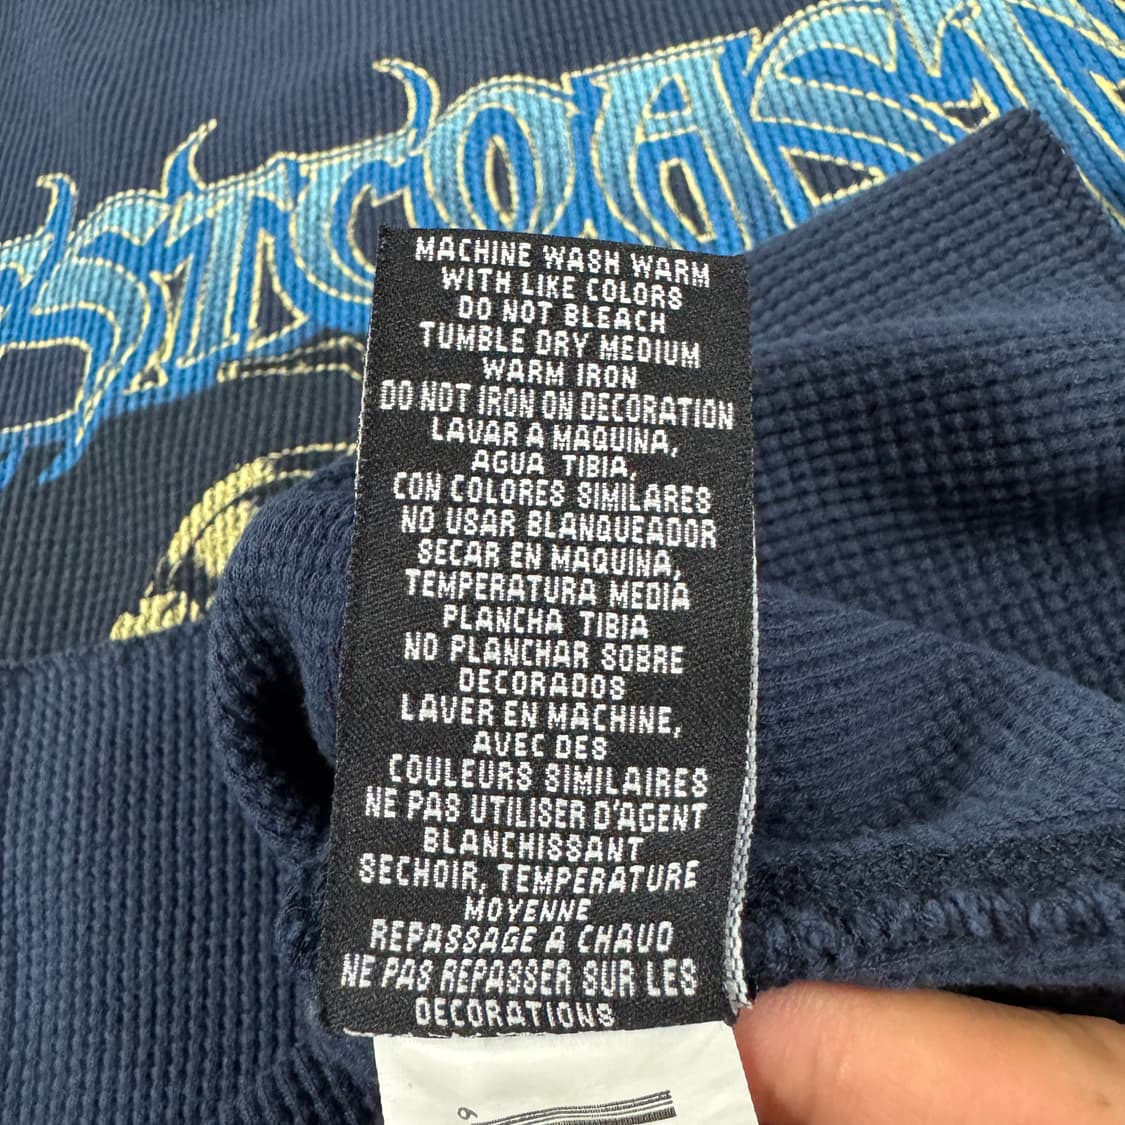 STCOAST
MACHINE WASH WARM
WITH LIKE COLORS
DO NOT BLEACH
TUMBLE DRY MEDIUM
WARM IRON
DO NOT IRON ON DECORATION
LAVAR A MAQUINA,
AGUA TIBIA,
CON COLORES SIMILARES
NO USAR BLANQUEADOR
SECAR EN MAQUINA,
TEMPERATURA MEDIA
PLANCHA TIBIA
NO PLANCHAR SOBRE
DECORADOS
LAVER EN MACHINE,
AVEC DES
COULEURS SIMILAIRES
NE PAS UTILISER D'AGENT
BLANCHISSANT
SECHOIR, TEMPERATURE
MOYENNE
REPASSAGE A CHAUD
NE PAS REPASSER SUR LES
DECORATIONS